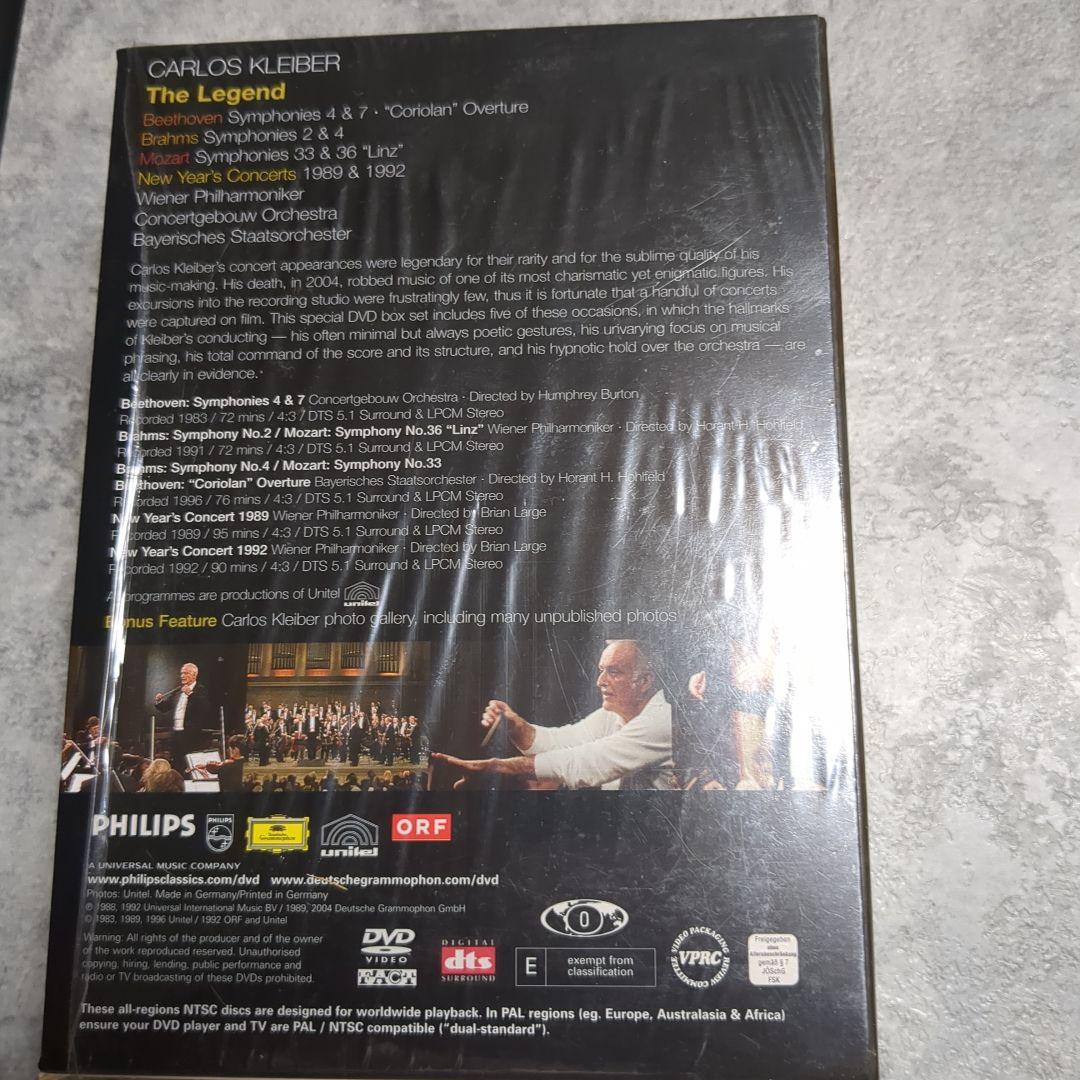 CARLOS KLEIBER
The Legend
Beethoven Symphonies 4 & 7 · "Coriolan" Overture
Brahms Symphonies 2 & 4
Mozart Symphonies 33 & 36 "Linz"
New Year's Concerts 1989 & 1992
Wiener Philharmoniker
Concertgebouw Orchestra
Bayerisches Staatsorchester
Carlos Kleiber's concert appearances were legendary for their rarity and for the sublime quality of his
music-making. His death, in 2004, robbed music of one of its most charismatic yet enigmatic figures. His
excursions into the recording studio were frustratingly few, thus it is fortunate that a handful of concerts
were captured on film. This special DVD box set includes five of these occasions, in which the hallmarks
of Kleiber's conducting — his often minimal but always poetic gestures, his unvarying focus on musical
phrasing, his total command of the score and its structure, and his hypnotic hold over the orchestra — are
all clearly in evidence.
Beethoven: Symphonies 4 & 7 Concertgebouw Orchestra · Directed by Humphrey Burton
Recorded 1983 / 72 mins / 4:3 / DTS 5.1 Surround & LPCM Stereo
Brahms: Symphony No.2 / Mozart: Symphony No.36 "Linz" Wiener Philharmoniker · Directed by Horant H. Hohlfeld
Recorded 1991 / 72 mins / 4:3 / DTS 5.1 Surround & LPCM Stereo
Brahms: Symphony No.4 / Mozart: Symphony No.33
Beethoven: "Coriolan" Overture Bayerisches Staatsorchester · Directed by Horant H. Hohlfeld
Recorded 1996 / 76 mins / 4:3 / DTS 5.1 Surround & LPCM Stereo
New Year's Concert 1989 Wiener Philharmoniker · Directed by Brian Large
Recorded 1989 / 95 mins / 4:3 / DTS 5.1 Surround & LPCM Stereo
New Year's Concert 1992 Wiener Philharmoniker · Directed by Brian Large
Recorded 1992 / 90 mins / 4:3 / DTS 5.1 Surround & LPCM Stereo
All programmes are productions of Unitel unitel
Bonus Feature Carlos Kleiber photo gallery, including many unpublished photos
PHILIPS PHILIPS Deutsche Grammophon unitel ORF
A UNIVERSAL MUSIC COMPANY
www.philipsclassics.com/dvd www.deutschegrammophon.com/dvd
Photos: Unitel. Made in Germany/Printed in Germany
℗ 1988, 1992 Universal International Music BV / 1989, 2004 Deutsche Grammophon GmbH
© 1983, 1989, 1996 Unitel / 1992 ORF and Unitel
Warning: All rights of the producer and of the owner
of the work reproduced reserved. Unauthorised
copying, hiring, lending, public performance and
radio or TV broadcasting of these DVDs prohibited.
DVD
VIDEO
FACT
DIGITAL
dts
SURROUND
0
E exempt from
classification
VIDEO PACKAGING REVIEW COMMITTEE
VPRC
Freigegeben
ohne
Altersbeschränkung
gemäß § 7
JÖSchG
FSK
These all-regions NTSC discs are designed for worldwide playback. In PAL regions (eg. Europe, Australasia & Africa)
ensure your DVD player and TV are PAL / NTSC compatible ("dual-standard").